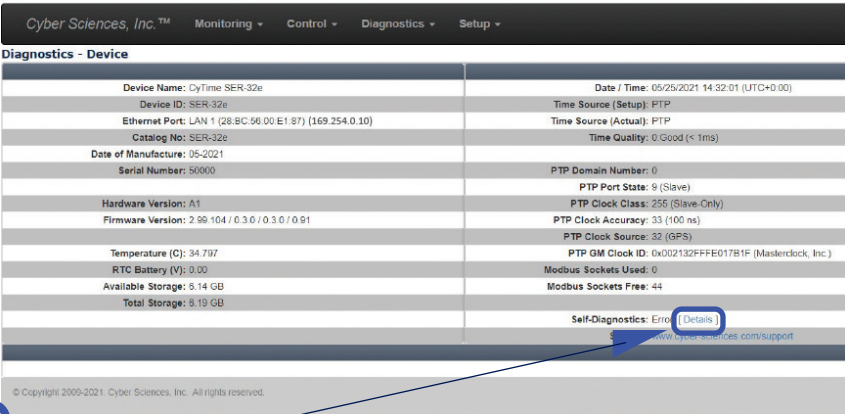 Cyber Sciences, Inc.™ Monitoring Control Diagnostics Setup
Diagnostics - Device
Device Name: CyTime SER-32e
Device ID: SER-32e
Ethernet Port: LAN 1 (28:BC:56:00:E1:87) (169.254.0.10)
Catalog No: SER-32e
Date of Manufacture: 05-2021
Serial Number: 50000
Hardware Version: A1
Firmware Version: 2.99.104 / 0.3.0 / 0.3.0 / 0.91
Temperature (C): 34.797
RTC Battery (V): 0.00
Available Storage: 6.14 GB
Total Storage: 6.19 GB
Date / Time: 05/25/2021 14:32:01 (UTC+0:00)
Time Source (Setup): PTP
Time Source (Actual): PTP
Time Quality: 0:Good (< 1ms)
PTP Domain Number: 0
PTP Port State: 9 (Slave)
PTP Clock Class: 255 (Slave-Only)
PTP Clock Accuracy: 33 (100 ns)
PTP Clock Source: 32 (GPS)
PTP GM Clock ID: 0x002132FFFE017B1F (Masterclock, Inc.)
Modbus Sockets Used: 0
Modbus Sockets Free: 44
Self-Diagnostics: Error [ Details ]
www.cyber-sciences.com/support
© Copyright 2009-2021 Cyber Sciences, Inc. All rights reserved.